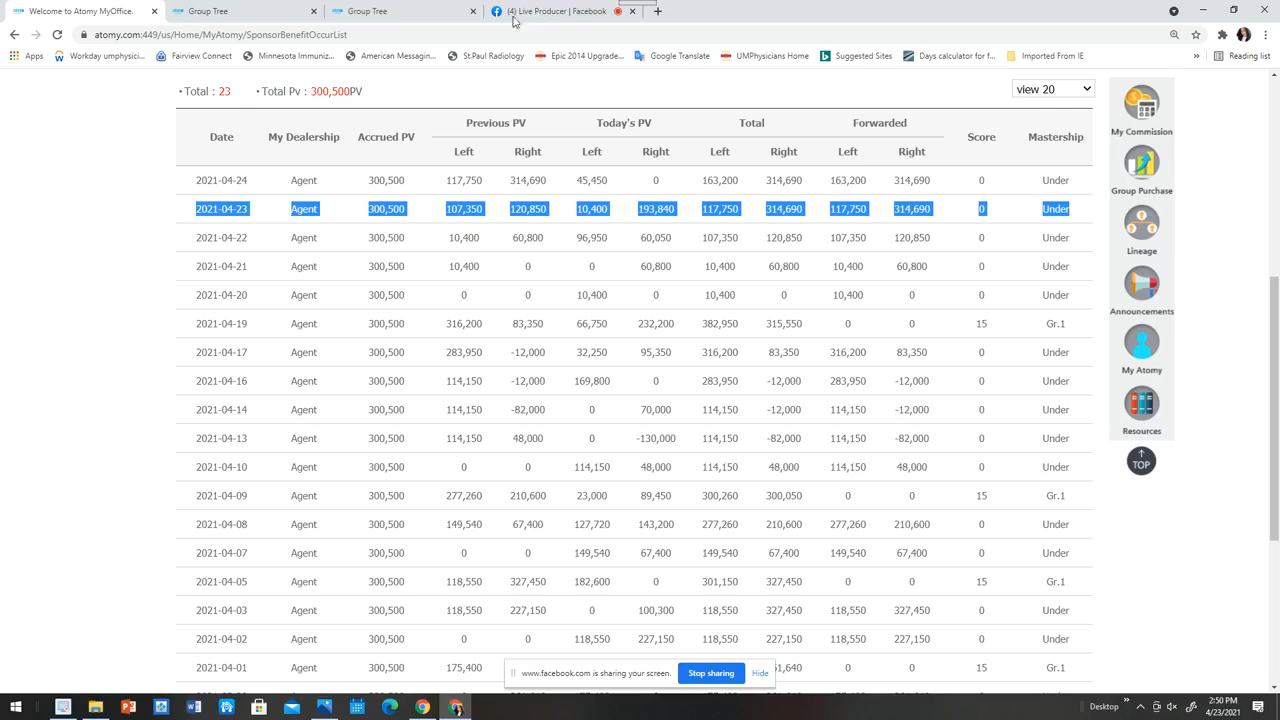 Welcome to Atomy MyOffice. Group Tree Group Tree (4) Live Producer | Facebook
atomy.com:449/us/Home/MyAtomy/SponsorBenefitOccurList
Apps Workday umphysici... Fairview Connect Minnesota Immuniz... American Messagin... St.Paul Radiology Epic 2014 Upgrade... Google Translate UMPhysicians Home Suggested Sites Days calculator for f... Imported From IE » Reading list
• Total : 23 • Total Pv : 300,500PV view 20
Date My Dealership Accrued PV Previous PV Today's PV Total Forwarded Score Mastership
Left Right Left Right Left Right Left Right
2021-04-24 Agent 300,500 117,750 314,690 45,450 0 163,200 314,690 163,200 314,690 0 Under
2021-04-23 Agent 300,500 107,350 120,850 10,400 193,840 117,750 314,690 117,750 314,690 0 Under
2021-04-22 Agent 300,500 10,400 60,800 96,950 60,050 107,350 120,850 107,350 120,850 0 Under
2021-04-21 Agent 300,500 10,400 0 0 60,800 10,400 60,800 10,400 60,800 0 Under
2021-04-20 Agent 300,500 0 0 10,400 0 10,400 0 10,400 0 0 Under
2021-04-19 Agent 300,500 316,200 83,350 66,750 232,200 382,950 315,550 0 0 15 Gr.1
2021-04-17 Agent 300,500 283,950 -12,000 32,250 95,350 316,200 83,350 316,200 83,350 0 Under
2021-04-16 Agent 300,500 114,150 -12,000 169,800 0 283,950 -12,000 283,950 -12,000 0 Under
2021-04-14 Agent 300,500 114,150 -82,000 0 70,000 114,150 -12,000 114,150 -12,000 0 Under
2021-04-13 Agent 300,500 114,150 48,000 0 -130,000 114,150 -82,000 114,150 -82,000 0 Under
2021-04-10 Agent 300,500 0 0 114,150 48,000 114,150 48,000 114,150 48,000 0 Under
2021-04-09 Agent 300,500 277,260 210,600 23,000 89,450 300,260 300,050 0 0 15 Gr.1
2021-04-08 Agent 300,500 149,540 67,400 127,720 143,200 277,260 210,600 277,260 210,600 0 Under
2021-04-07 Agent 300,500 0 0 149,540 67,400 149,540 67,400 149,540 67,400 0 Under
2021-04-05 Agent 300,500 118,550 327,450 182,600 0 301,150 327,450 0 0 15 Gr.1
2021-04-03 Agent 300,500 118,550 227,150 0 100,300 118,550 327,450 118,550 327,450 0 Under
2021-04-02 Agent 300,500 0 0 118,550 227,150 118,550 227,150 118,550 227,150 0 Under
2021-04-01 Agent 300,500 175,400 0 0 15 Gr.1
My Commission
Group Purchase
Lineage
Announcements
My Atomy
Resources
TOP
www.facebook.com is sharing your screen. Stop sharing Hide
Desktop » 2:50 PM
4/23/2021